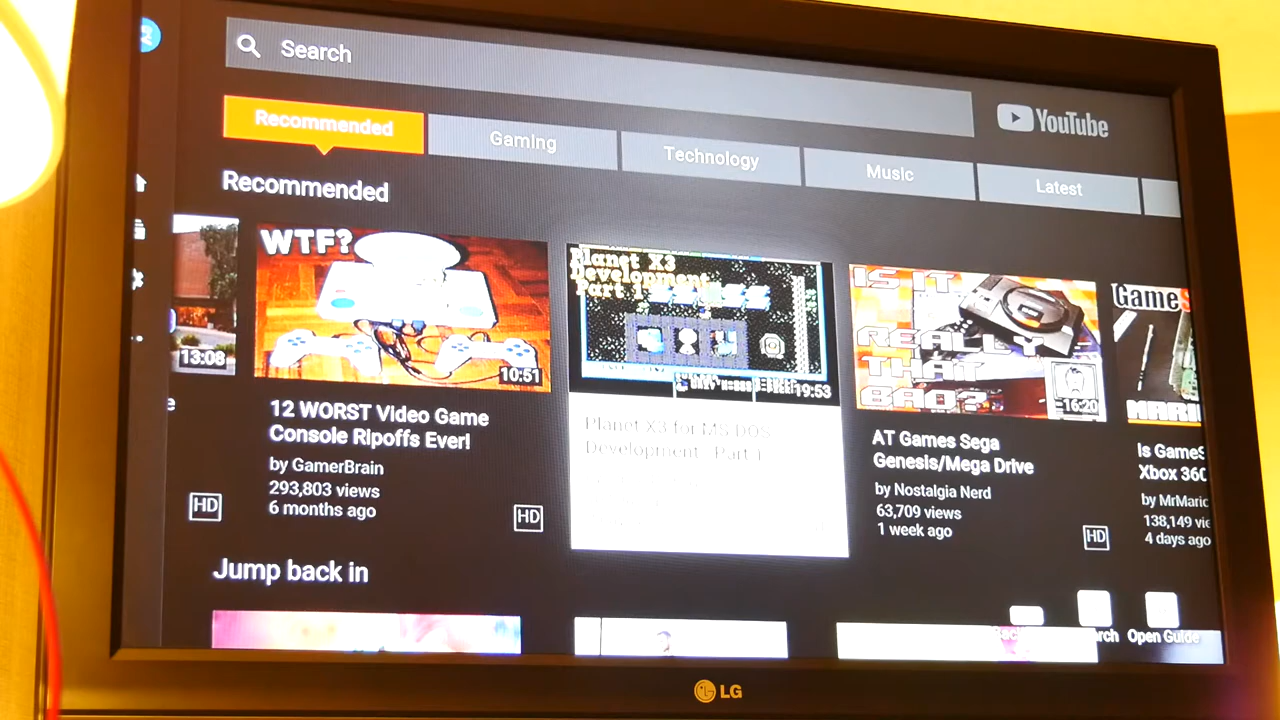 Search
YouTube
Recommended
Gaming
Technology
Music
Latest
Recommended
WTF?
Planet X3
Development
Part 1
IS IT
REALLY
THAT
BAD?
Game
MARI
13:08
10:51
19:53
16:20
e
12 WORST Video Game
Console Ripoffs Ever!
by GamerBrain
293,803 views
6 months ago
HD
HD
Planet X3 for MS-DOS
Development - Part 1
AT Games Sega
Genesis/Mega Drive
by Nostalgia Nerd
63,709 views
1 week ago
HD
Is GameS
Xbox 360
by MrMaric
138,149 vie
4 days ago
Jump back in
arch
Open Guide
LG